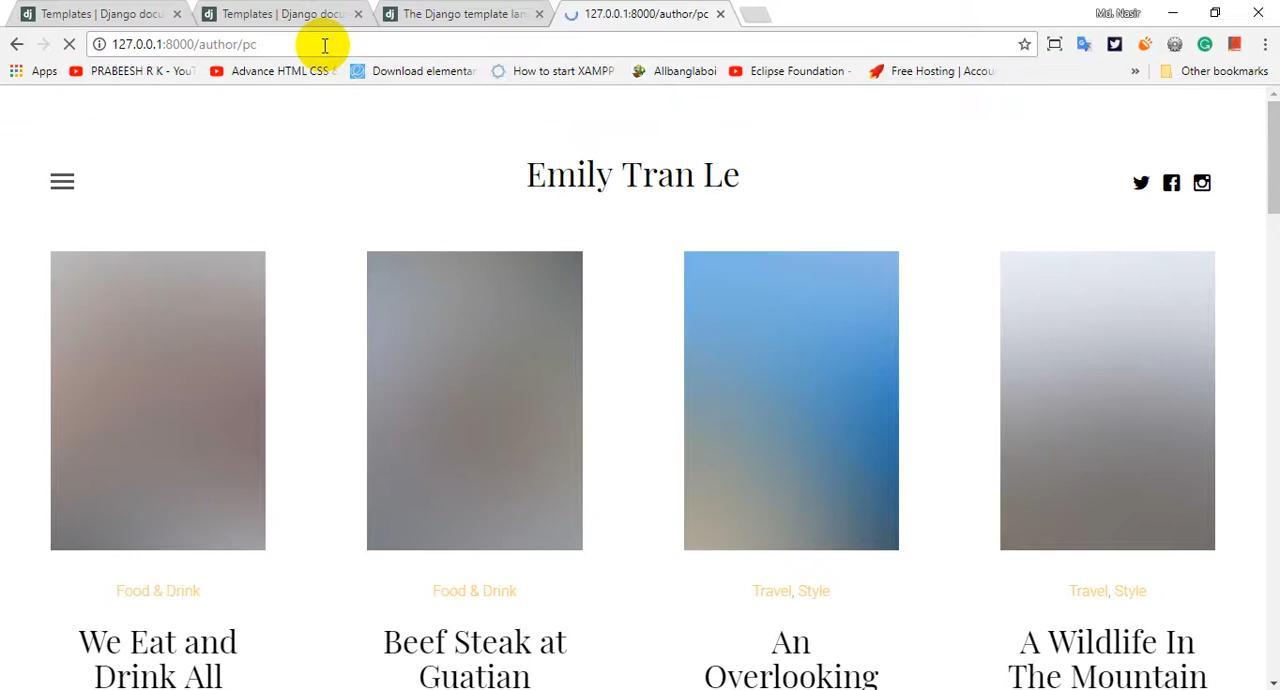 Templates | Django docu Templates | Django docu The Django template lan 127.0.0.1:8000/author/pc Md. Nasir
127.0.0.1:8000/author/pc
Apps PRABEESH R K - YouT Advance HTML CSS Download elementar How to start XAMPP Allbanglaboi Eclipse Foundation - Free Hosting | Accou » Other bookmarks
Emily Tran Le
Food & Drink Food & Drink Travel, Style Travel, Style
We Eat and Beef Steak at An A Wildlife In
Drink All Guatian Overlooking The Mountain